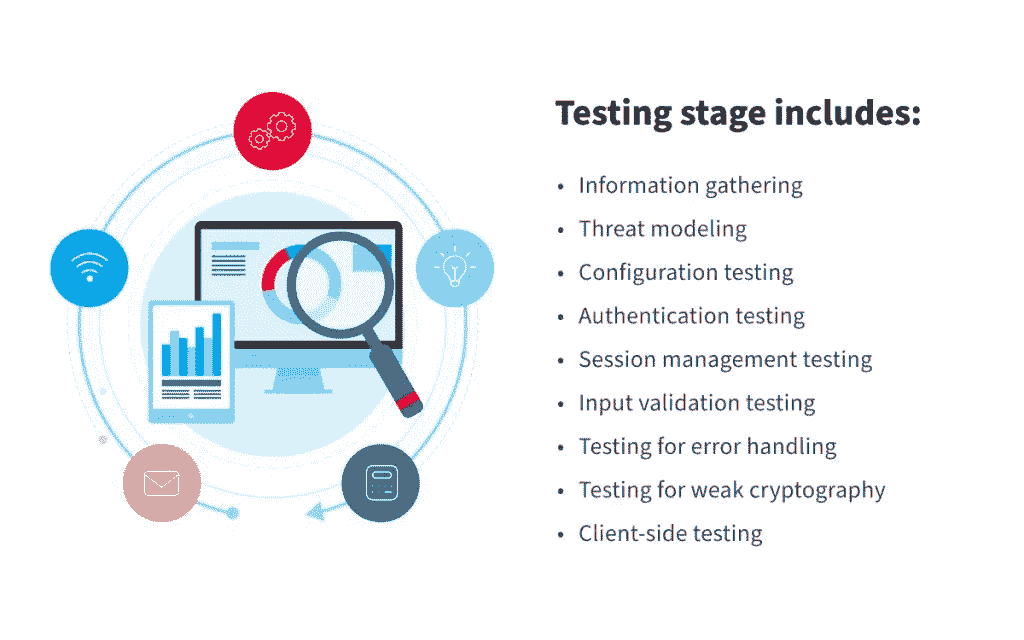 Testing stage includes:
• Information gathering
• Threat modeling
• Configuration testing
• Authentication testing
• Session management testing
• Input validation testing
• Testing for error handling
• Testing for weak cryptography
• Client-side testing